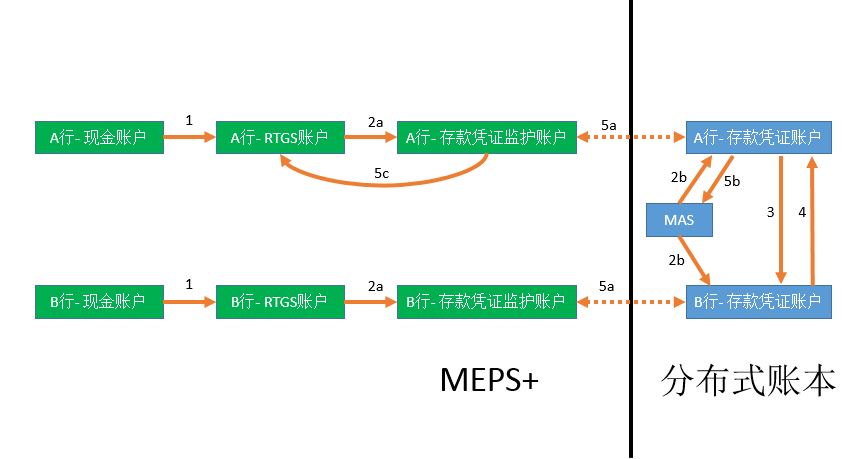 1
2a
5a
A行- 现金账户
A行- RTGS账户
A行- 存款凭证监护账户
A行- 存款凭证账户
5c
2b
5b
MAS
3
4
2b
1
2a
5a
B行- 现金账户
B行- RTGS账户
B行- 存款凭证监护账户
B行- 存款凭证账户
MEPS+
分布式账本